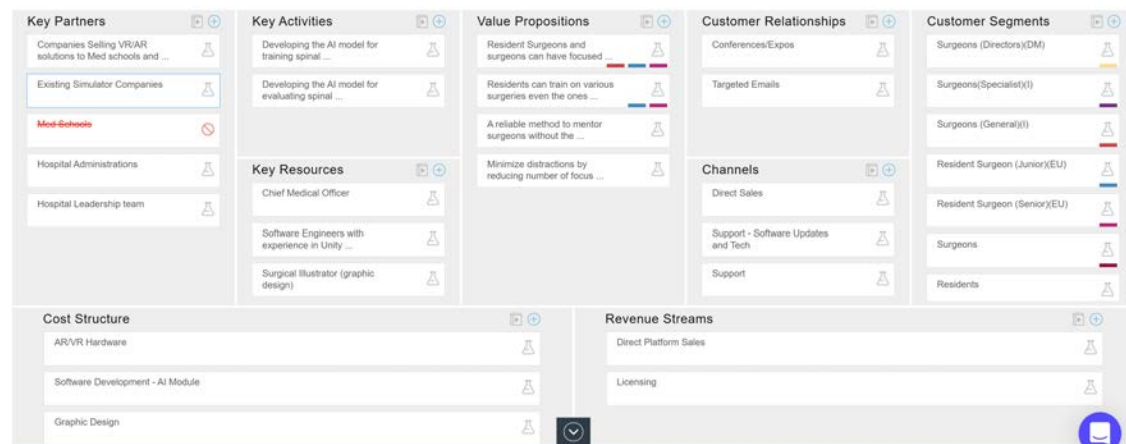 Key Partners
Companies Selling VR/AR
solutions to Med schools and ...
Existing Simulator Companies
Med Schools
Hospital Administrations
Hospital Leadership team
Key Activities
Developing the AI model for
training spinal ...
Developing the AI model for
evaluating spinal ...
Key Resources
Chief Medical Officer
Software Engineers with
experience in Unity ...
Surgical Illustrator (graphic
design)
Value Propositions
Resident Surgeons and
surgeons can have focused ...
Residents can train on various
surgeries even the ones ...
A reliable method to mentor
surgeons without the ...
Minimize distractions by
reducing number of focus ...
Customer Relationships
Conferences/Expos
Targeted Emails
Channels
Direct Sales
Support - Software Updates
and Tech
Support
Customer Segments
Surgeons (Directors)(DM)
Surgeons(Specialist)(I)
Surgeons (General)(I)
Resident Surgeon (Junior)(EU)
Resident Surgeon (Senior)(EU)
Surgeons
Residents
Cost Structure
AR/VR Hardware
Software Development - AI Module
Graphic Design
Revenue Streams
Direct Platform Sales
Licensing